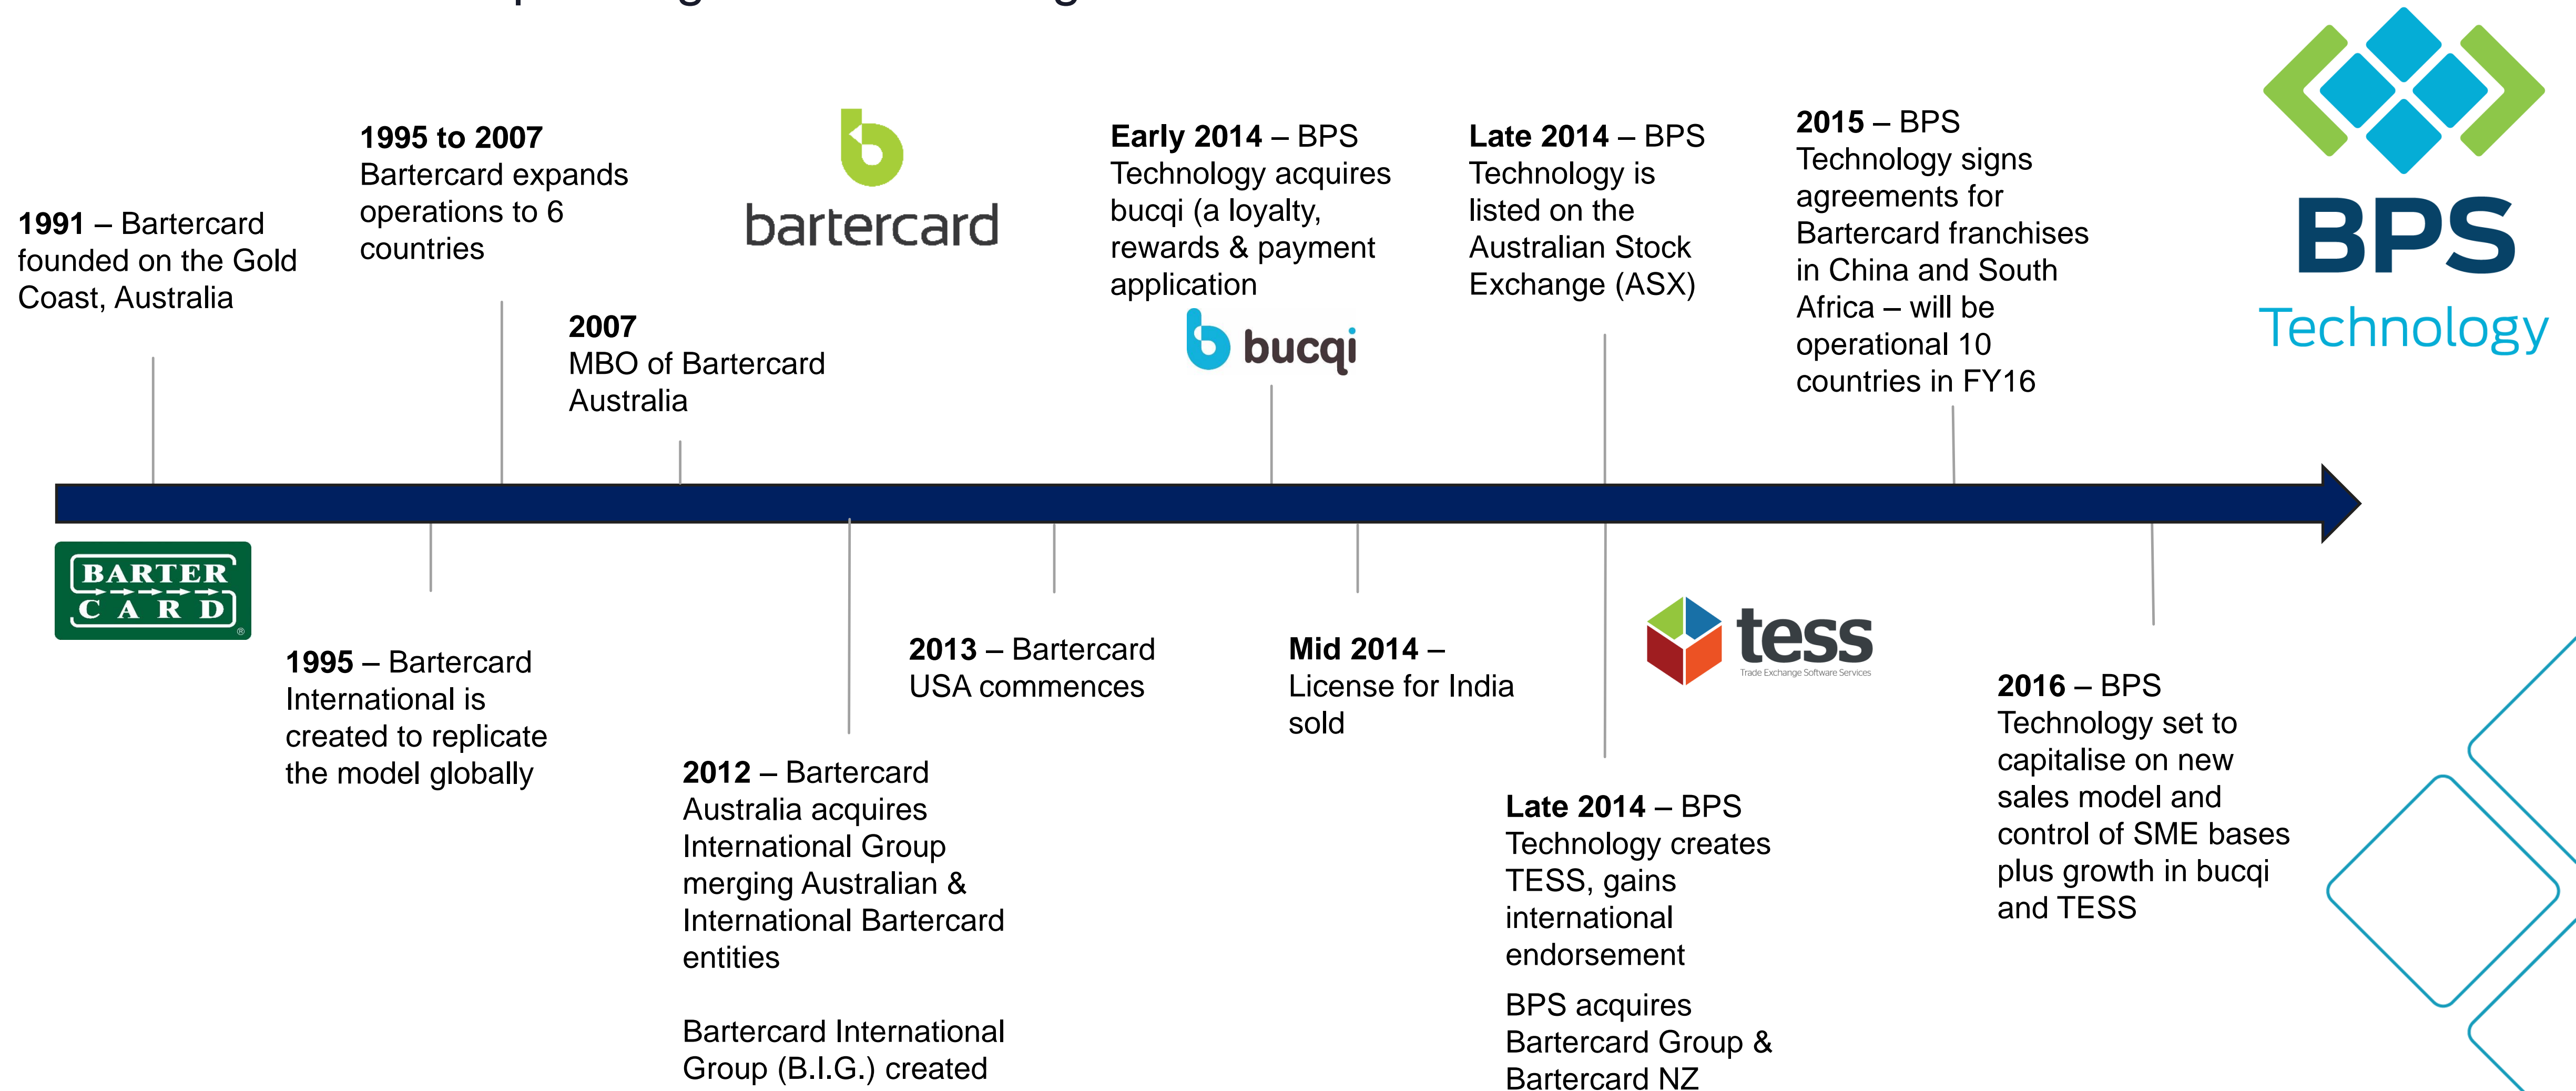 1991 – Bartercard
founded on the Gold
Coast, Australia
1995 to 2007
Bartercard expands
operations to 6
countries
bartercard
2007
MBO of Bartercard
Australia
Early 2014 – BPS
Technology acquires
bucqi (a loyalty,
rewards & payment
application
bucqi
Late 2014 – BPS
Technology is
listed on the
Australian Stock
Exchange (ASX)
2015 – BPS
Technology signs
agreements for
Bartercard franchises
in China and South
Africa – will be
operational 10
countries in FY16
BPS
Technology
BARTER
CARD
®
1995 – Bartercard
International is
created to replicate
the model globally
2012 – Bartercard
Australia acquires
International Group
merging Australian &
International Bartercard
entities
Bartercard International
Group (B.I.G.) created
2013 – Bartercard
USA commences
Mid 2014 –
License for India
sold
tess
Trade Exchange Software Services
Late 2014 – BPS
Technology creates
TESS, gains
international
endorsement
BPS acquires
Bartercard Group &
Bartercard NZ
2016 – BPS
Technology set to
capitalise on new
sales model and
control of SME bases
plus growth in bucqi
and TESS